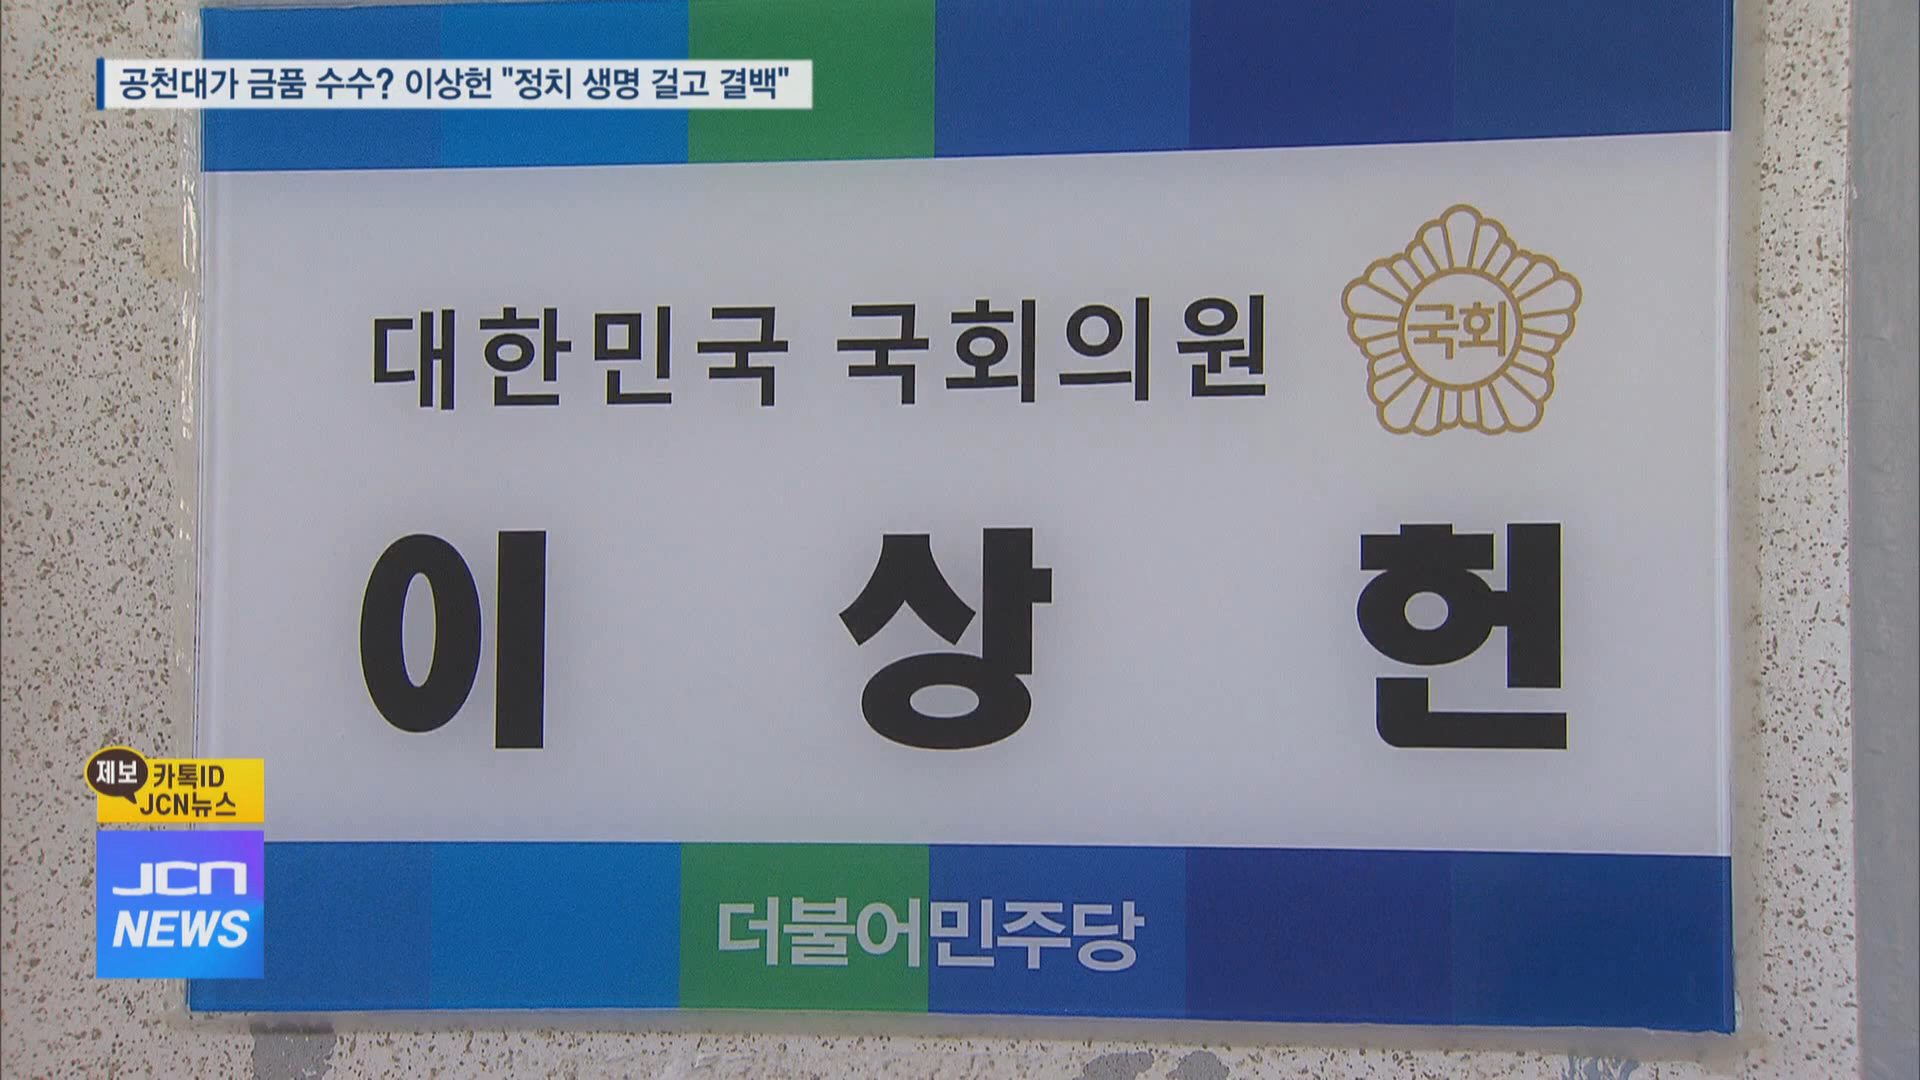 공천대가 금품 수수? 이상헌 "정치 생명 걸고 결백"
대한민국 국회의원
국회
이 상 헌
제보 카톡ID
JCN뉴스
JCN
NEWS
더불어민주당